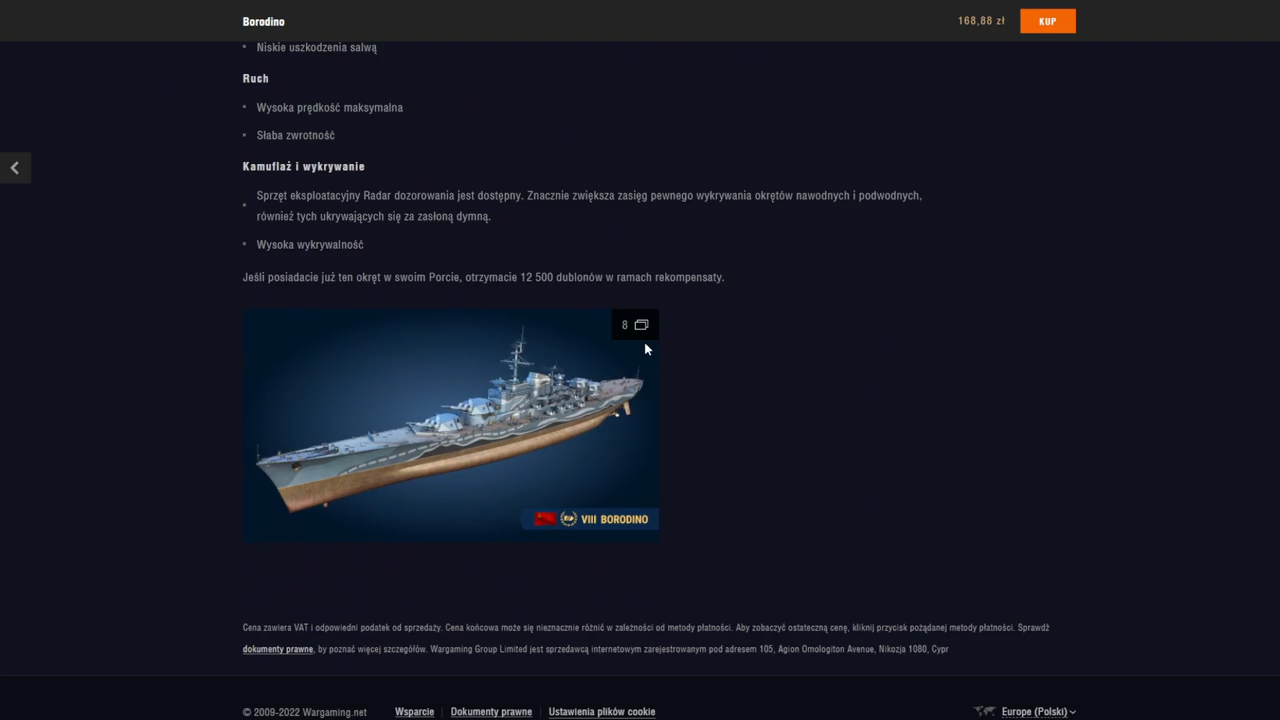 Borodino
168,88 zł
KUP
Niskie uszkodzenia salwą
Ruch
Wysoka prędkość maksymalna
Słaba zwrotność
Kamuflaż i wykrywanie
Sprzęt eksploatacyjny Radar dozorowania jest dostępny. Znacznie zwiększa zasięg pewnego wykrywania okrętów nawodnych i podwodnych,
również tych ukrywających się za zasłoną dymną.
Wysoka wykrywalność
Jeśli posiadacie już ten okręt w swoim Porcie, otrzymacie 12 500 dublonów w ramach rekompensaty.
8
VIII BORODINO
Cena zawiera VAT i odpowiedni podatek od sprzedaży. Cena końcowa może się nieznacznie różnić w zależności od metody płatności. Aby zobaczyć ostateczną cenę, kliknij przycisk pożądanej metody płatności. Sprawdź
dokumenty prawne, by poznać więcej szczegółów. Wargaming Group Limited jest sprzedawcą internetowym zarejestrowanym pod adresem 105, Agion Omologiton Avenue, Nikozja 1080, Cypr
© 2009-2022 Wargaming.net
Wsparcie
Dokumenty prawne
Ustawienia plików cookie
Europe (Polski)